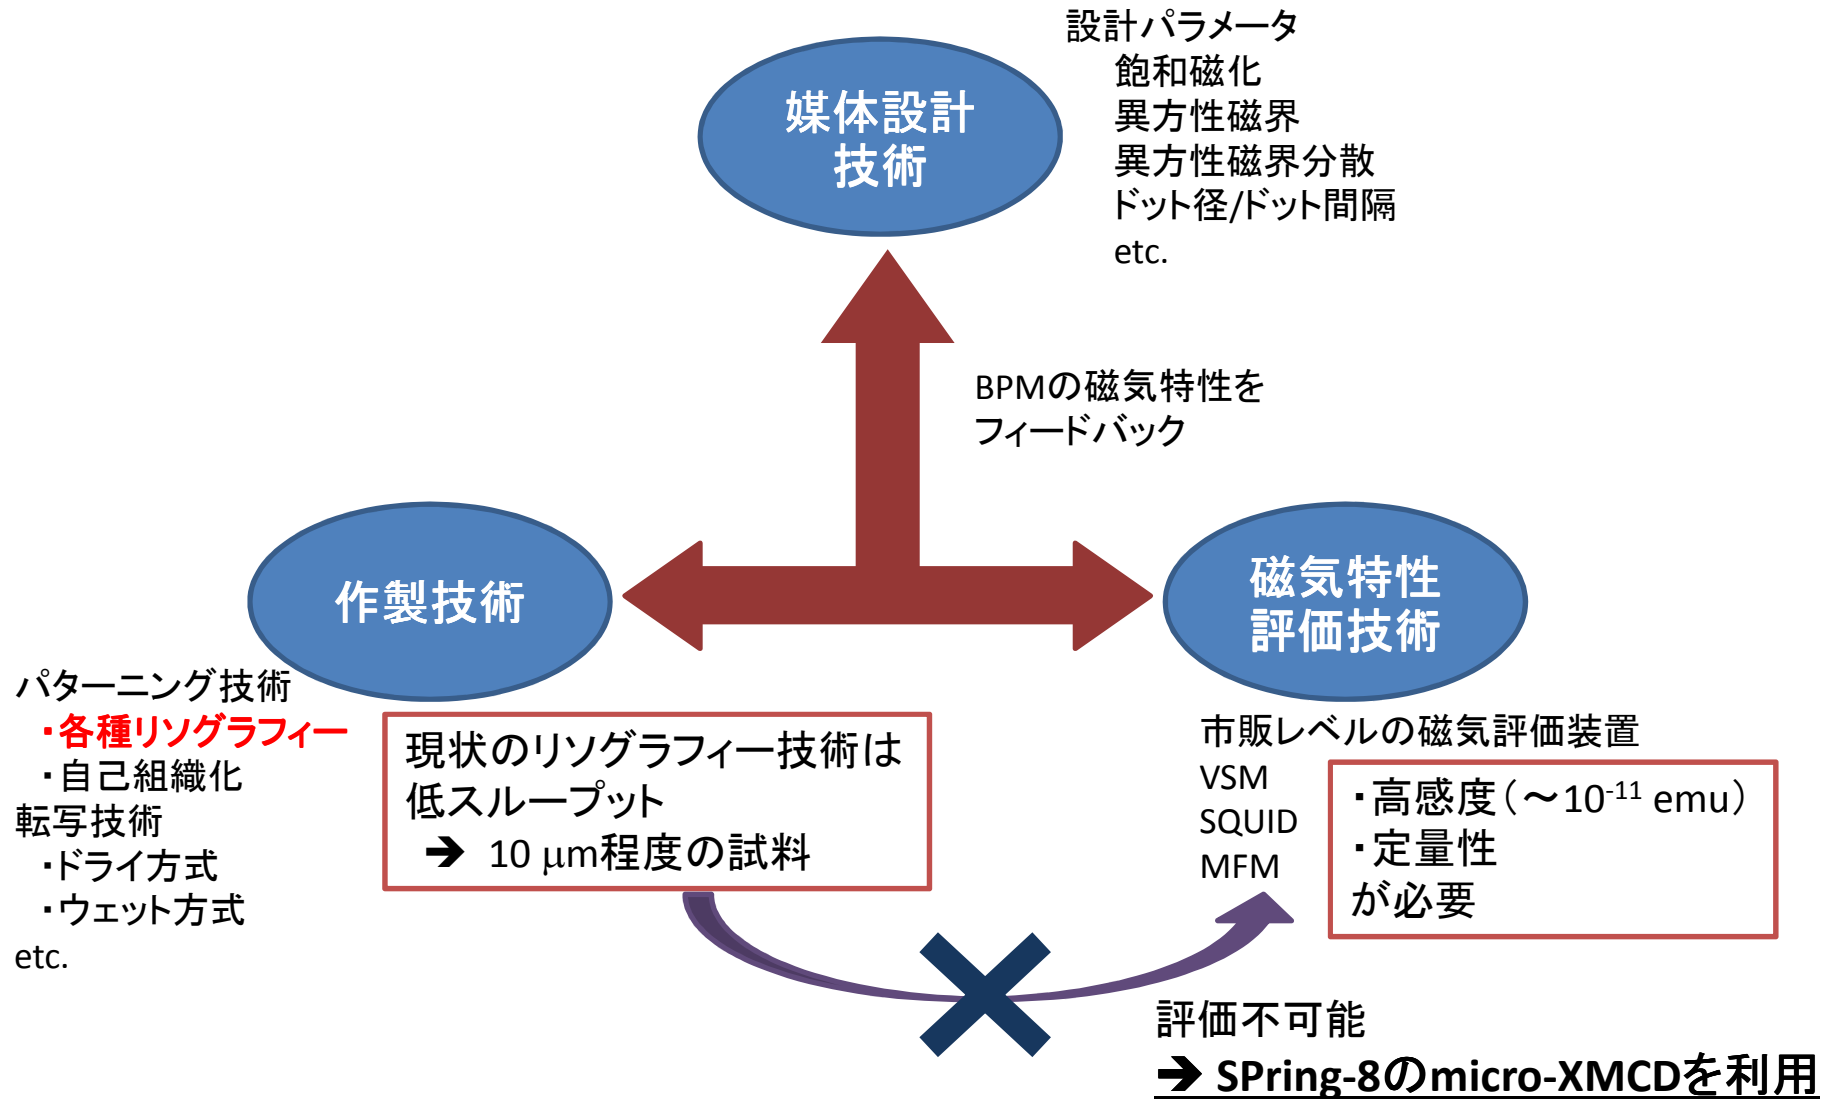 設計パラメータ
飽和磁化
異方性磁界
異方性磁界分散
ドット径/ドット間隔
etc.
媒体設計
技術
BPMの磁気特性を
フィードバック
作製技術
磁気特性
評価技術
パターニング技術
・各種リソグラフィー
・自己組織化
転写技術
・ドライ方式
・ウェット方式
etc.
現状のリソグラフィー技術は
低スループット
➔ 10 μm程度の試料
市販レベルの磁気評価装置
VSM
SQUID
MFM
・高感度(～10⁻¹¹ emu)
・定量性
が必要
評価不可能
➔ SPring-8のmicro-XMCDを利用